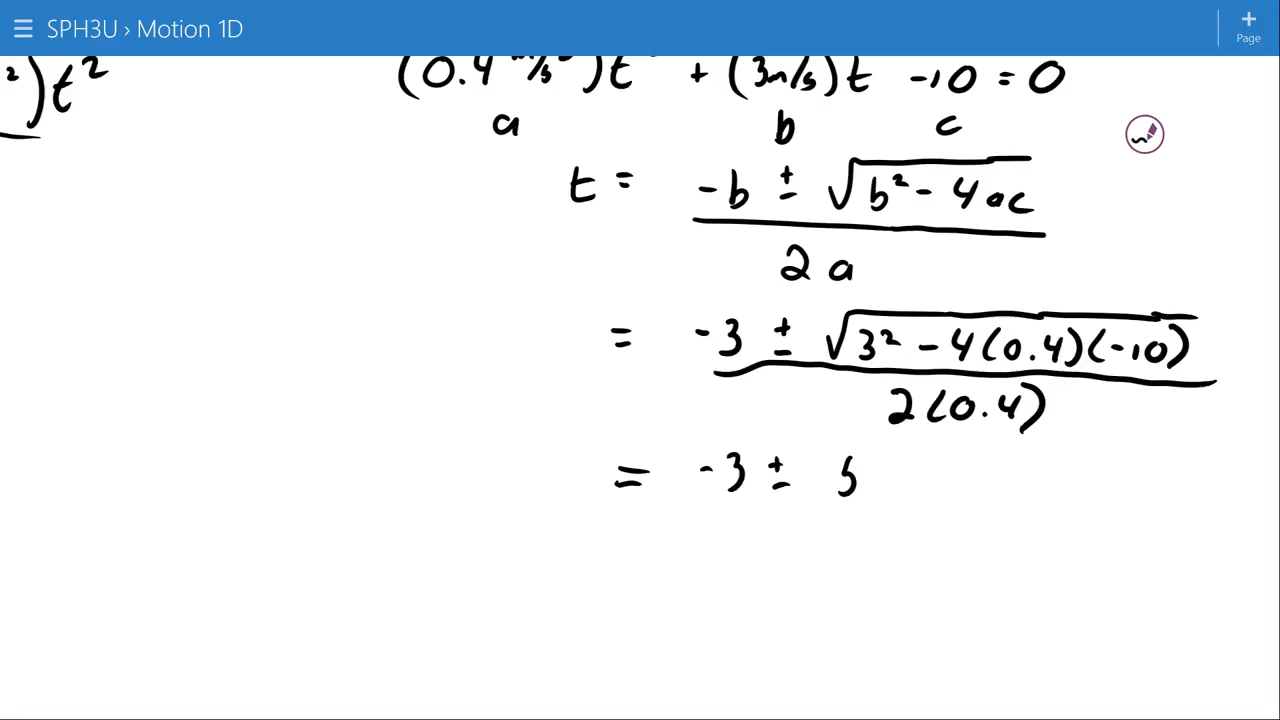 SPH3U › Motion 1D
Page
²)t²
(0.4 m/s²)t² + (3m/s)t -10 = 0
a b c
t = -b ± √b² - 4ac
2a
= -3 ± √3² - 4(0.4)(-10)
2(0.4)
= -3 ± 5